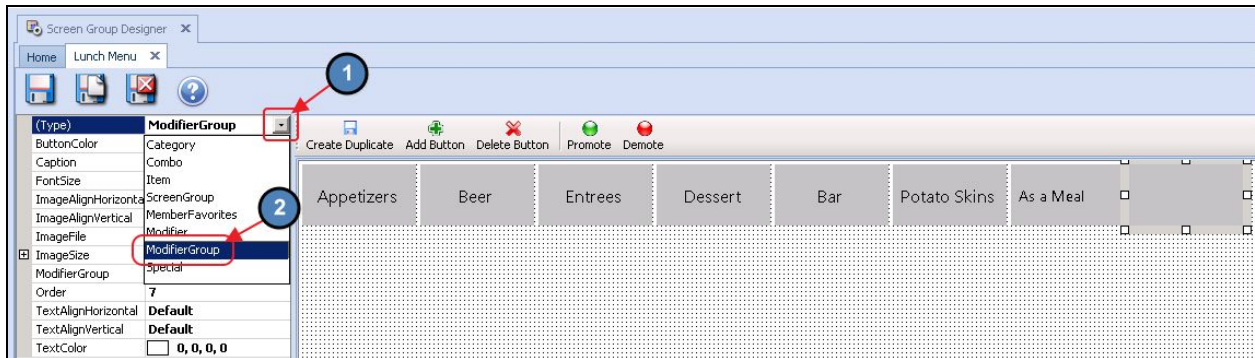 Screen Group Designer
Home Lunch Menu
1
(Type) ModifierGroup
Create Duplicate Add Button Delete Button Promote Demote
ButtonColor Category
Caption Combo
FontSize Item
ImageAlignHorizonta ScreenGroup
ImageAlignVertical MemberFavorites
2
ImageFile Modifier
ImageSize ModifierGroup
ModifierGroup Special
Order 7
TextAlignHorizontal Default
TextAlignVertical Default
TextColor 0, 0, 0, 0
Appetizers Beer Entrees Dessert Bar Potato Skins As a Meal